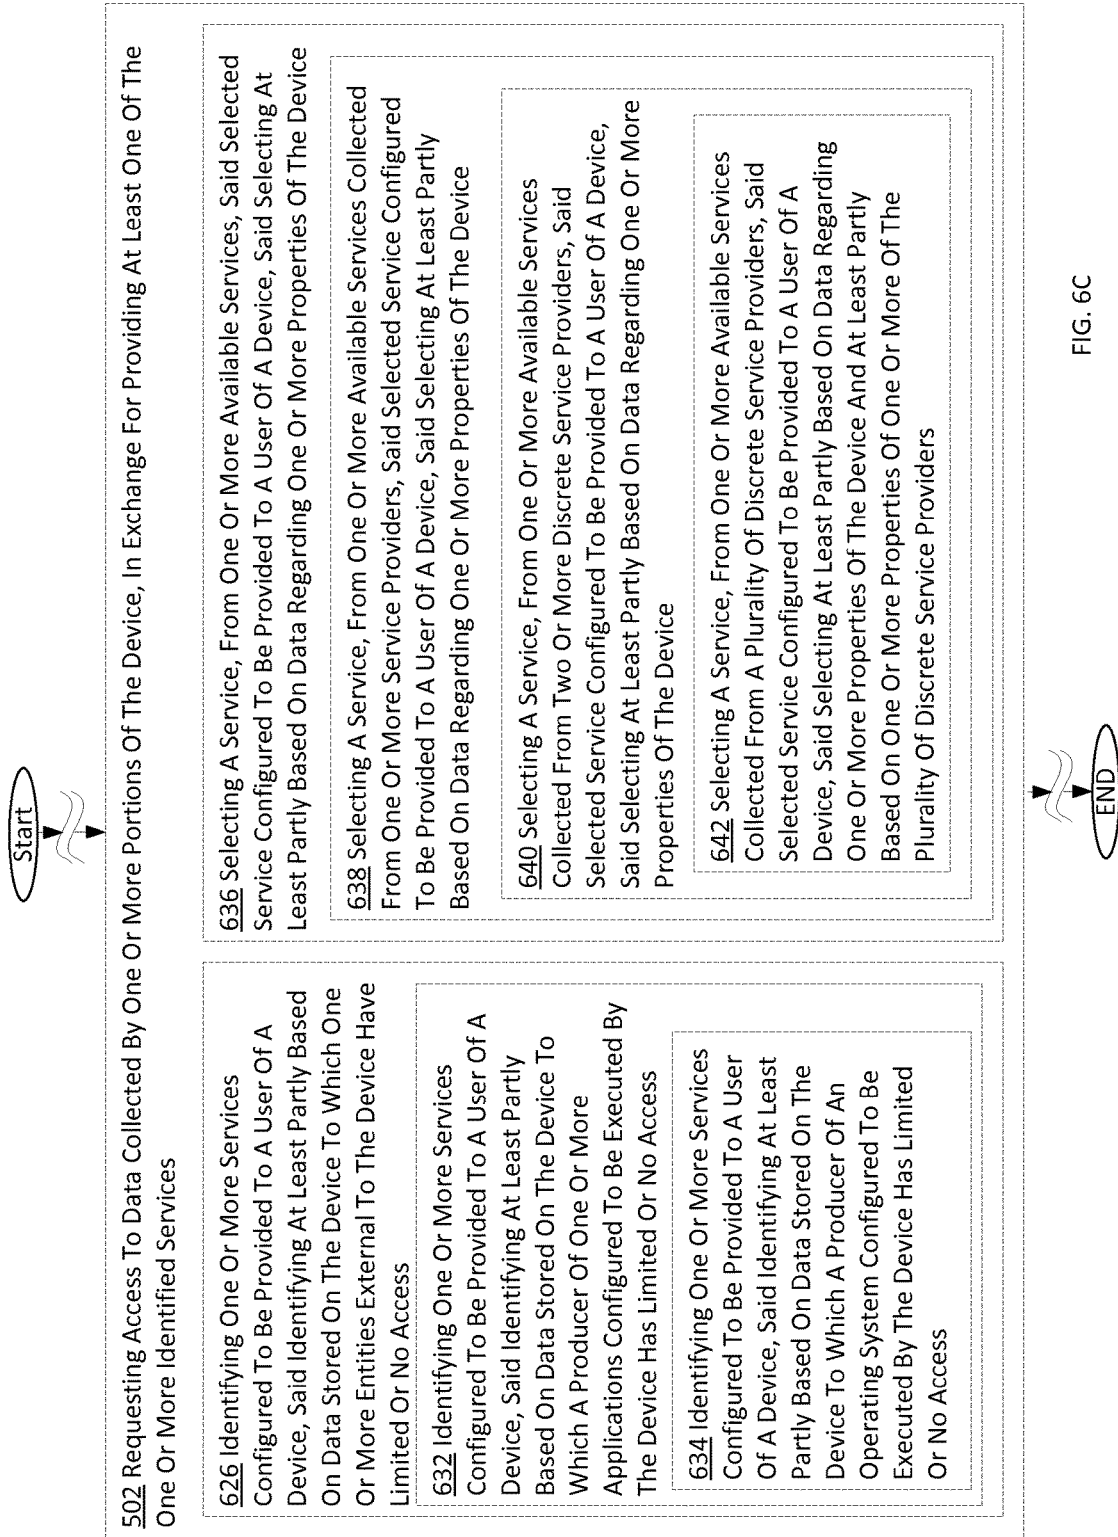 Start
502 Requesting Access To Data Collected By One Or More Portions Of The Device, In Exchange For Providing At Least One Of The
One Or More Identified Services
626 Identifying One Or More Services
Configured To Be Provided To A User Of A
Device, Said Identifying At Least Partly Based
On Data Stored On The Device To Which One
Or More Entities External To The Device Have
Limited Or No Access
632 Identifying One Or More Services
Configured To Be Provided To A User Of A
Device, Said Identifying At Least Partly
Based On Data Stored On The Device To
Which A Producer Of One Or More
Applications Configured To Be Executed By
The Device Has Limited Or No Access
634 Identifying One Or More Services
Configured To Be Provided To A User
Of A Device, Said Identifying At Least
Partly Based On Data Stored On The
Device To Which A Producer Of An
Operating System Configured To Be
Executed By The Device Has Limited
Or No Access
636 Selecting A Service, From One Or More Available Services, Said Selected
Service Configured To Be Provided To A User Of A Device, Said Selecting At
Least Partly Based On Data Regarding One Or More Properties Of The Device
638 Selecting A Service, From One Or More Available Services Collected
From One Or More Service Providers, Said Selected Service Configured
To Be Provided To A User Of A Device, Said Selecting At Least Partly
Based On Data Regarding One Or More Properties Of The Device
640 Selecting A Service, From One Or More Available Services
Collected From Two Or More Discrete Service Providers, Said
Selected Service Configured To Be Provided To A User Of A Device,
Said Selecting At Least Partly Based On Data Regarding One Or More
Properties Of The Device
642 Selecting A Service, From One Or More Available Services
Collected From A Plurality Of Discrete Service Providers, Said
Selected Service Configured To Be Provided To A User Of A
Device, Said Selecting At Least Partly Based On Data Regarding
One Or More Properties Of The Device And At Least Partly
Based On One Or More Properties Of One Or More Of The
Plurality Of Discrete Service Providers
END
FIG. 6C